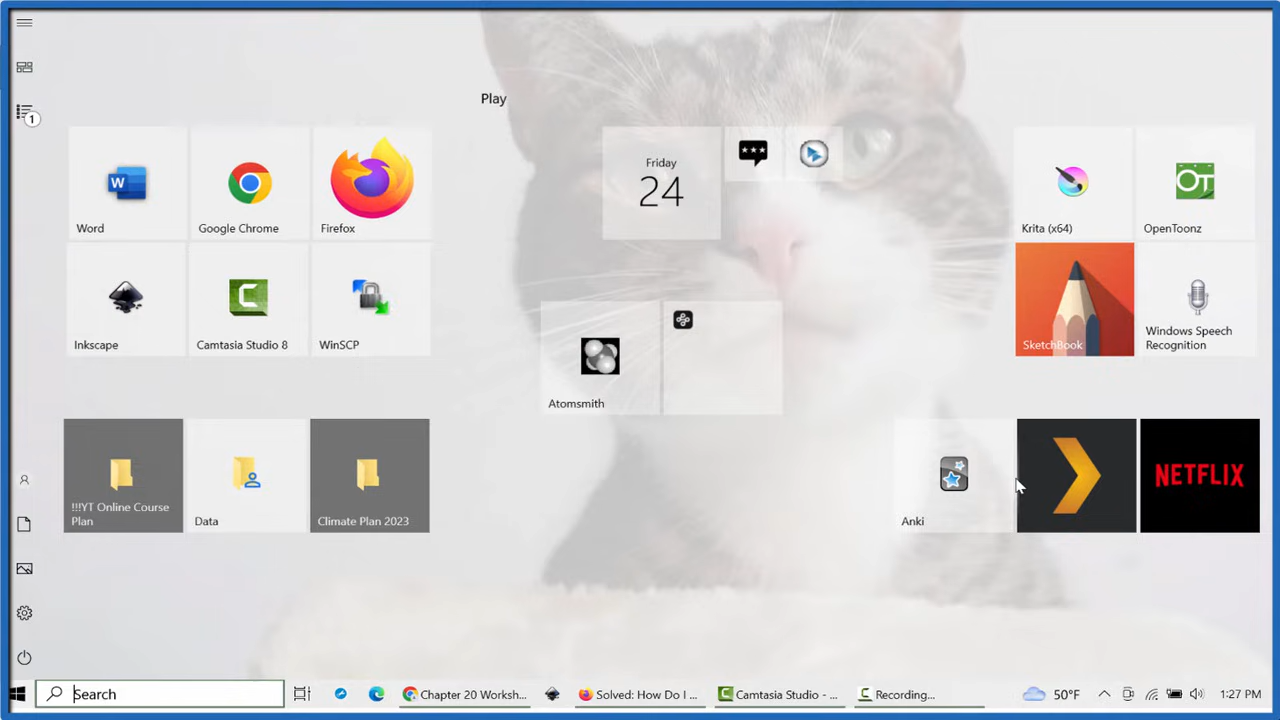 1
Play
Word
Google Chrome
Firefox
Friday
24
Krita (x64)
OT
OpenToonz
Inkscape
Camtasia Studio 8
WinSCP
Atomsmith
SketchBook
Windows Speech
Recognition
!!!YT Online Course
Plan
Data
Climate Plan 2023
Anki
NETFLIX
Search
Chapter 20 Worksh...
Solved: How Do I ...
Camtasia Studio - ...
Recording...
50°F
1:27 PM